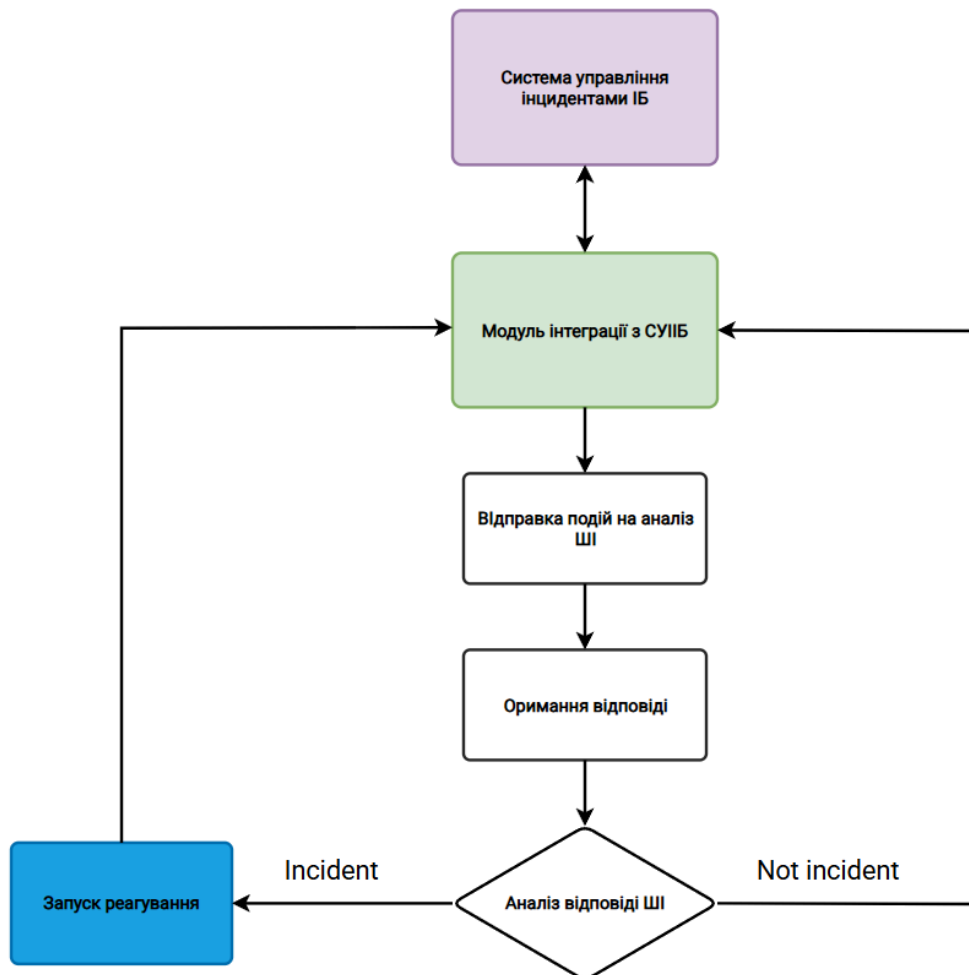 Система управління
інцидентами ІБ
Модуль інтеграції з СУІІБ
ВІдправка подій на аналіз
ШІ
Оримання відповіді
Incident
Not incident
Запуск реагування
Аналіз відповіді ШІ